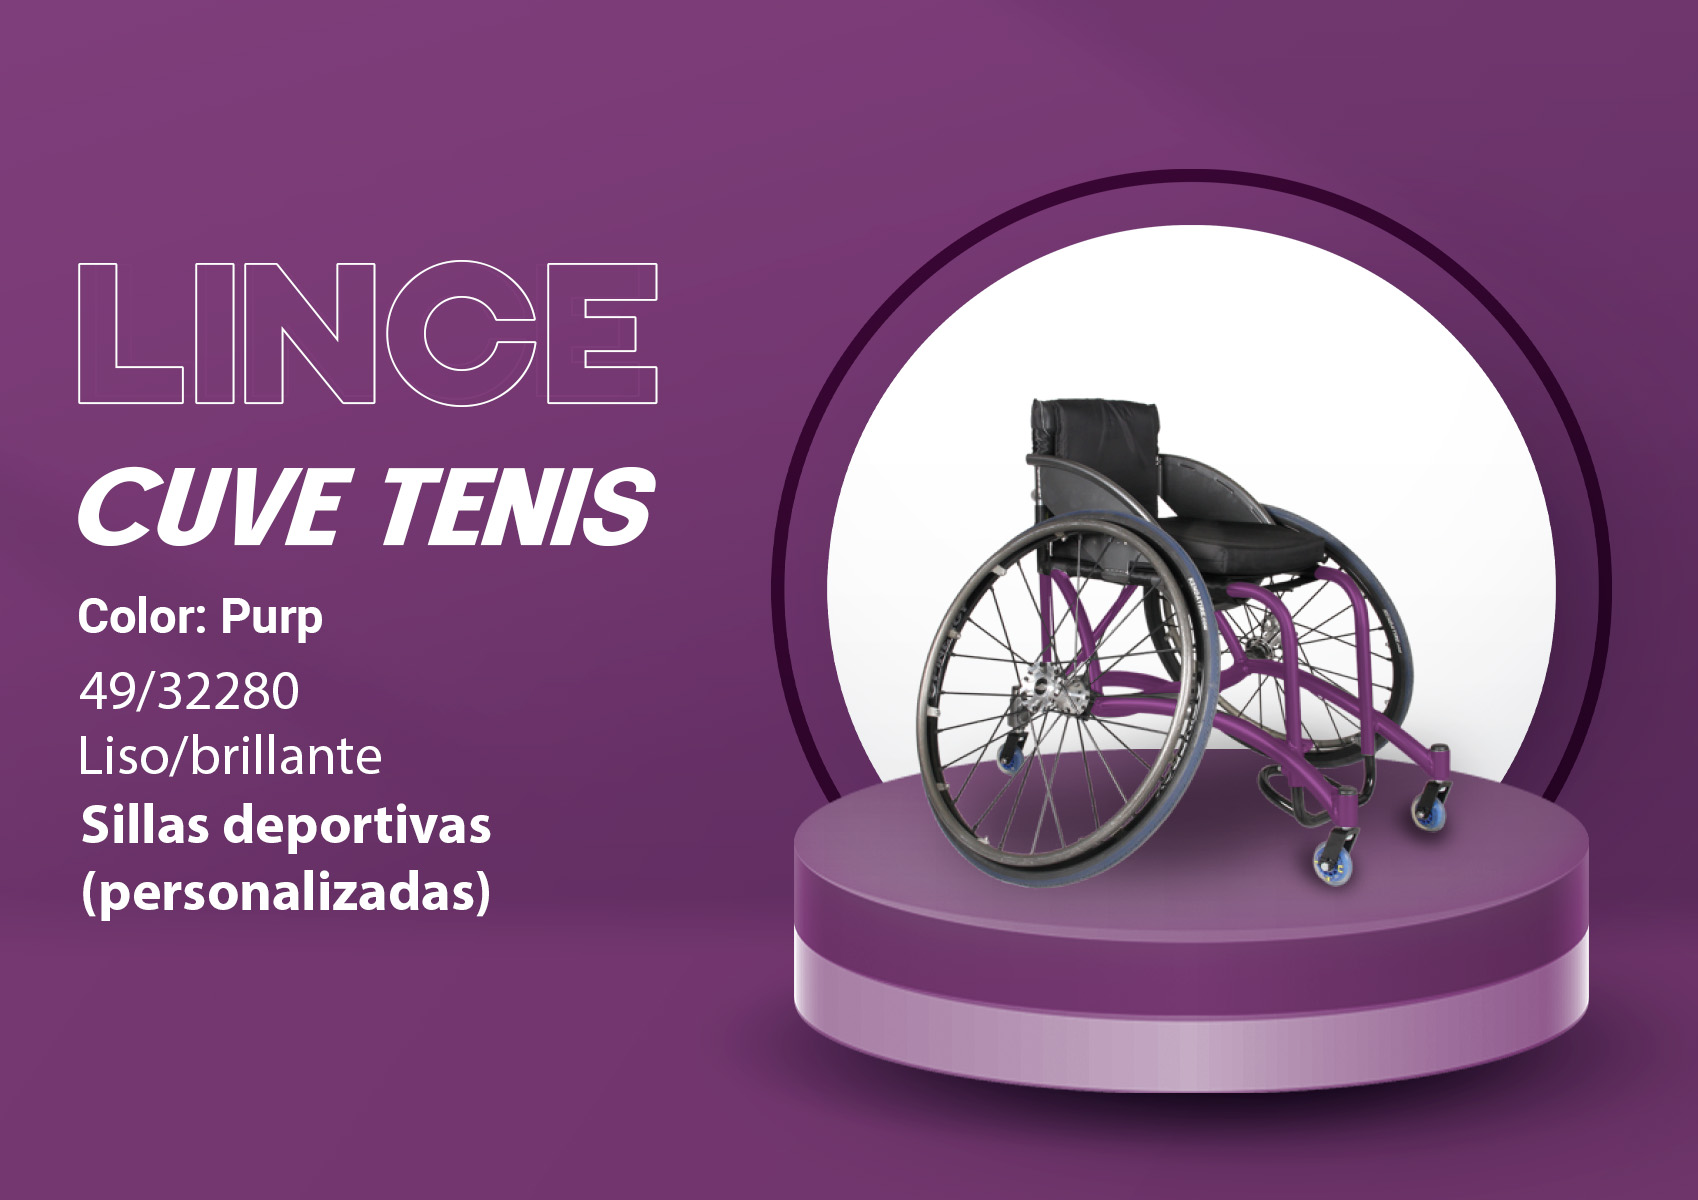 LINCE
CUVE TENIS
Color: Purp
49/32280
Liso/brillante
Sillas deportivas
(personalizadas)